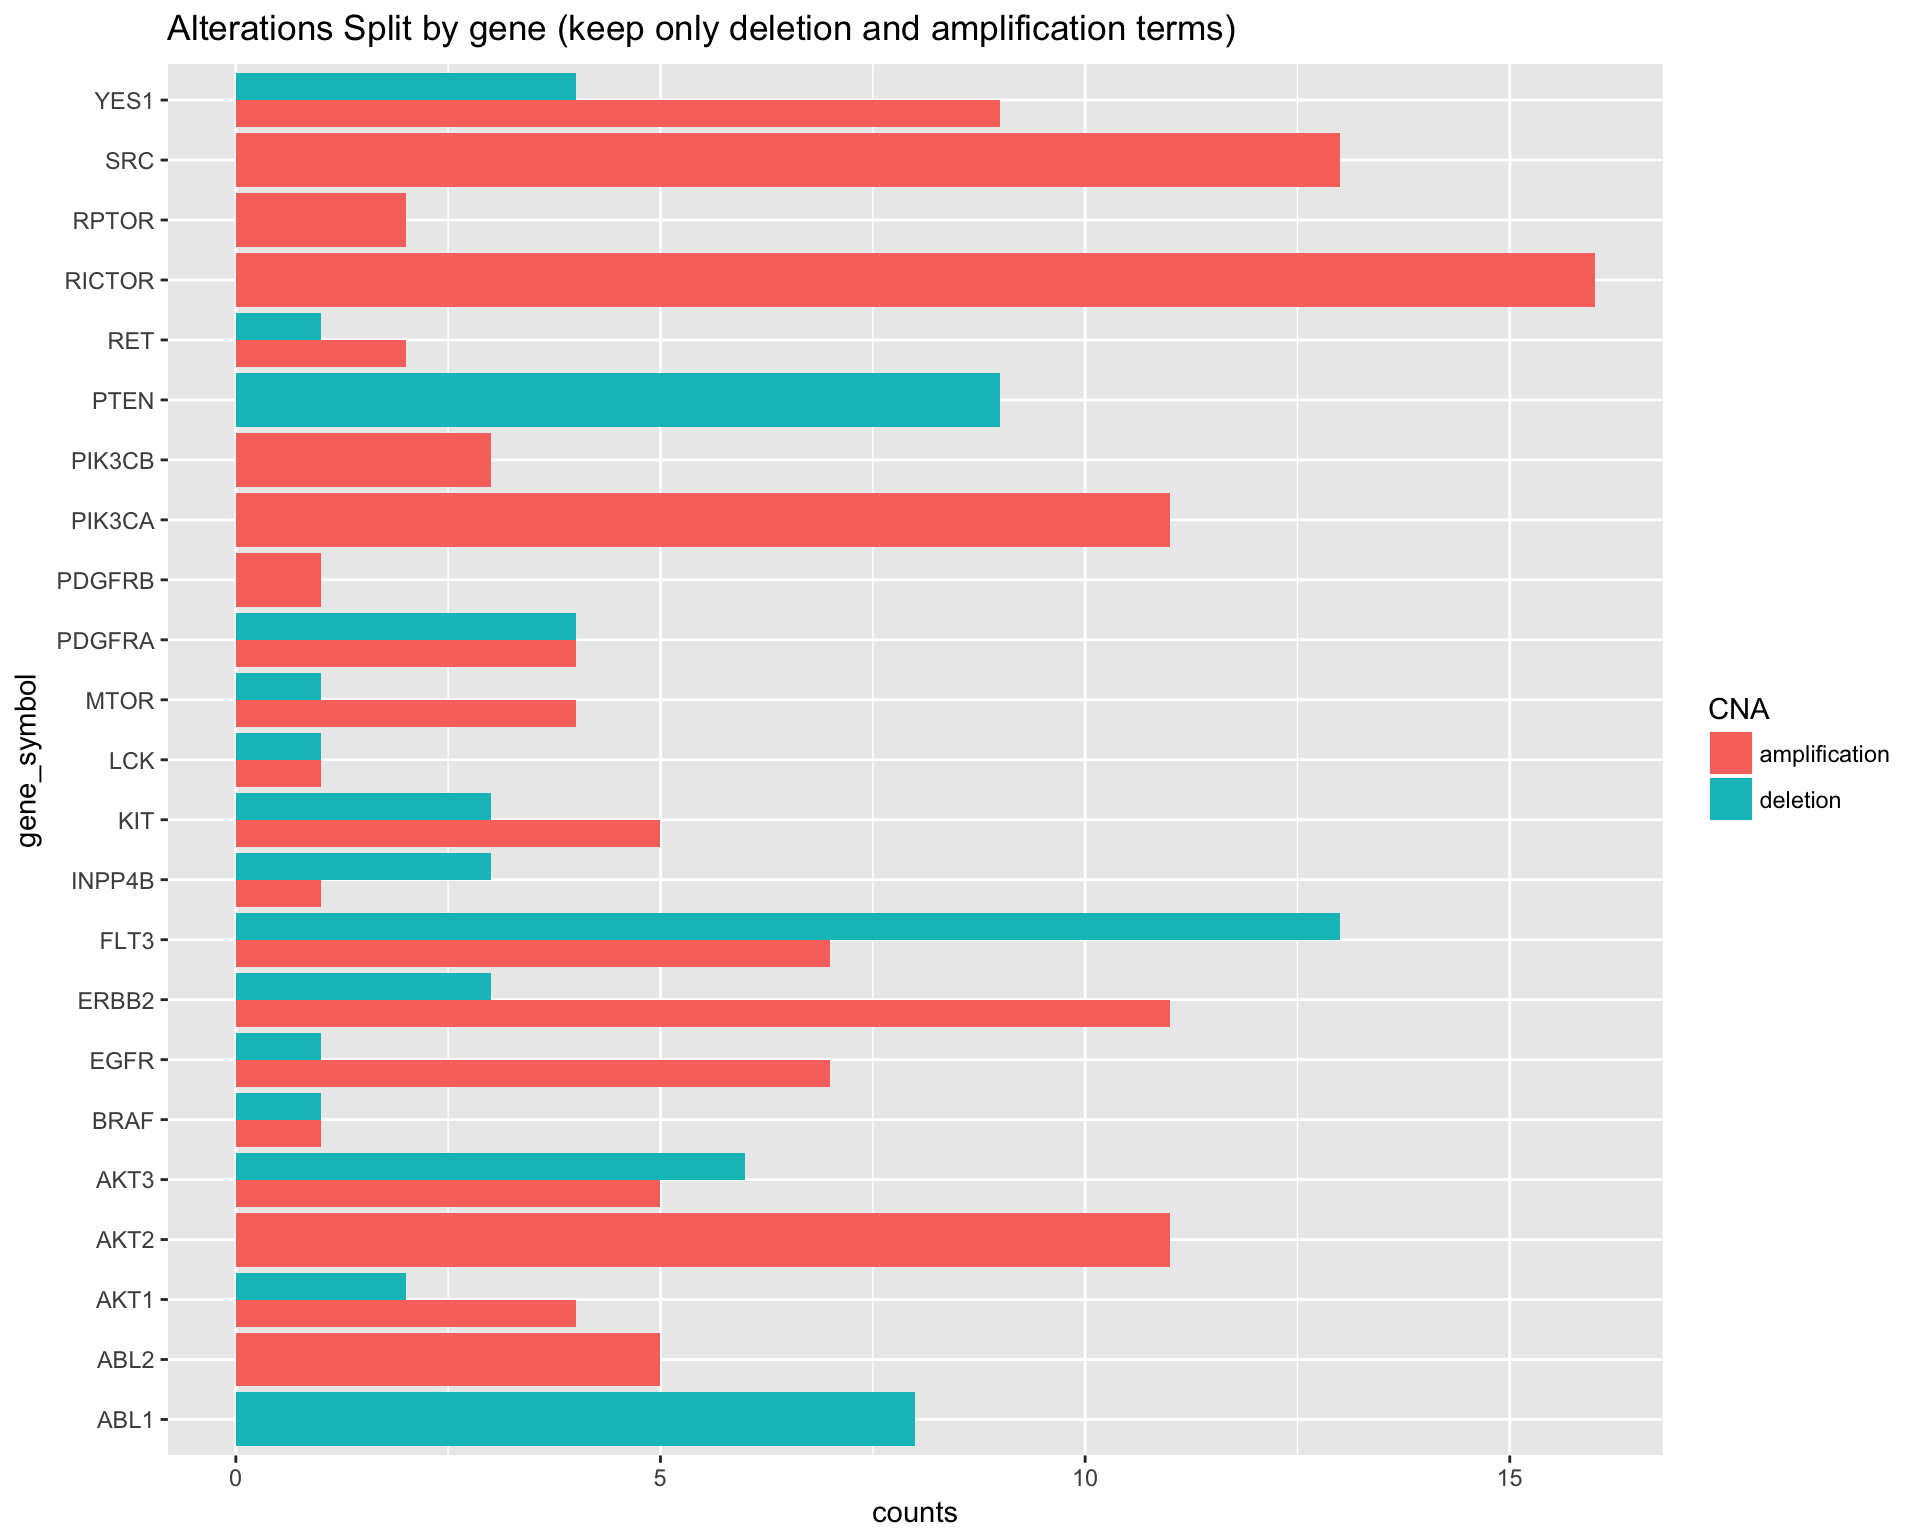 Alterations Split by gene (keep only deletion and amplification terms)
YES1
SRC
RPTOR
RICTOR
RET
PTEN
PIK3CB
PIK3CA
PDGFRB
PDGFRA
MTOR
LCK
KIT
INPP4B
FLT3
ERBB2
EGFR
BRAF
AKT3
AKT2
AKT1
ABL2
ABL1
gene_symbol
0 5 10 15
counts
CNA
amplification
deletion